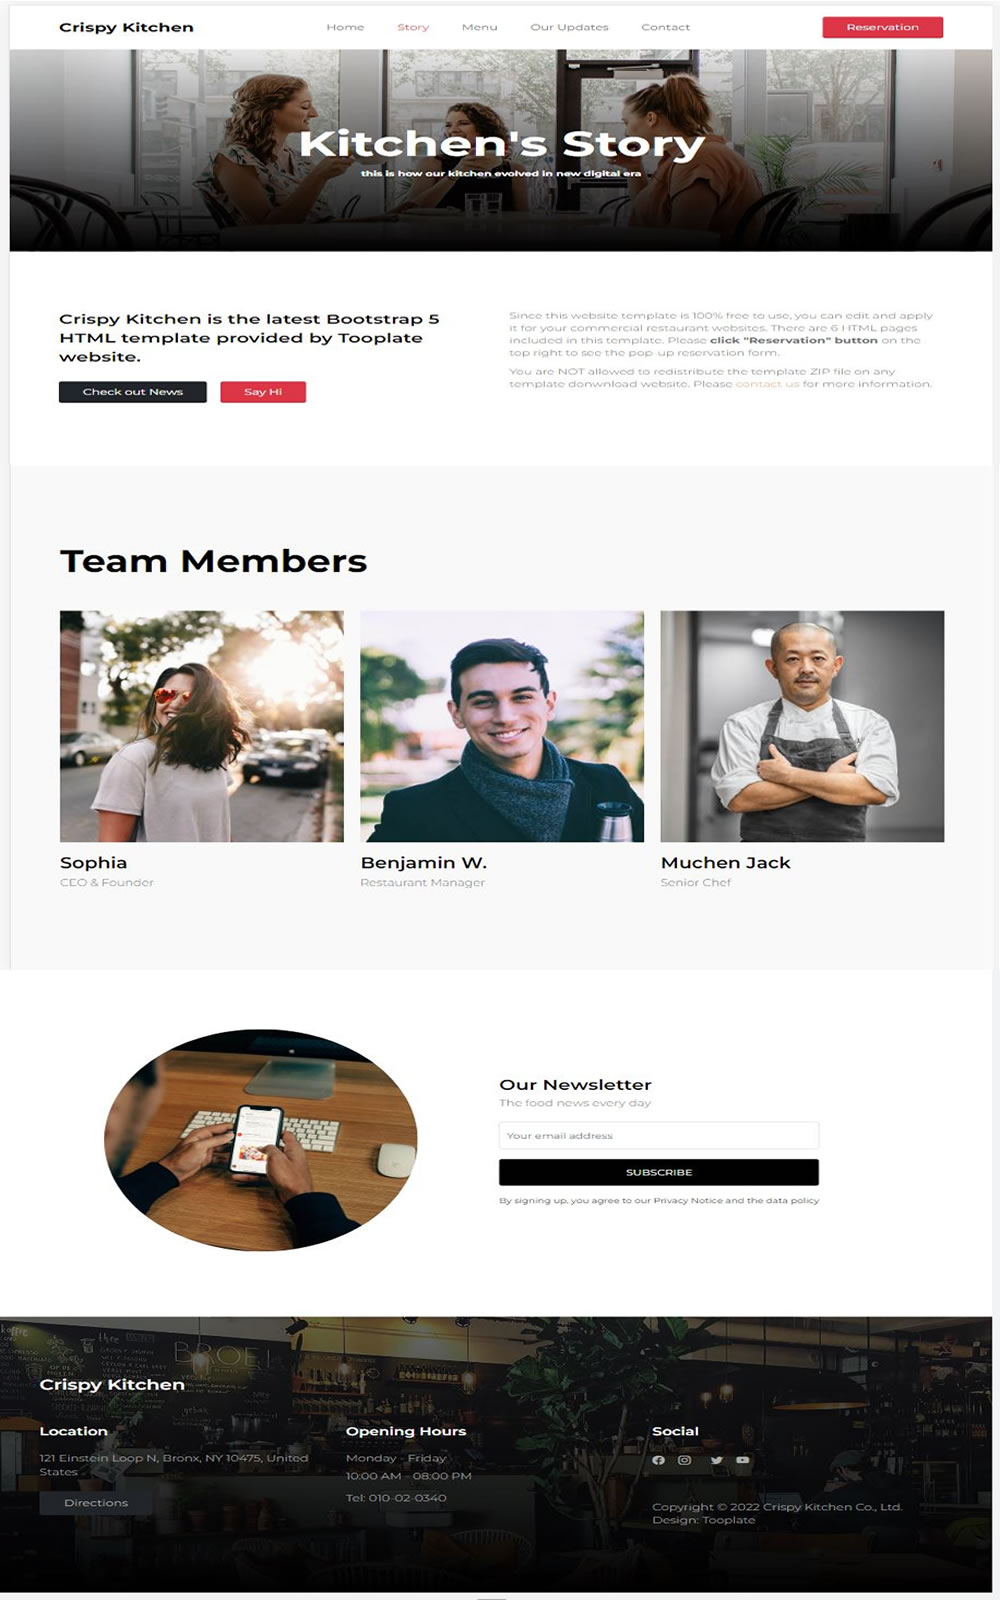 Crispy Kitchen
Home Story Menu Our Updates Contact
Reservation
Kitchen's Story
this is how our kitchen evolved in new digital era
Crispy Kitchen is the latest Bootstrap 5
HTML template provided by Tooplate
website.
Check out News Say Hi
Since this website template is 100% free to use, you can edit and apply
it for your commercial restaurant websites. There are 6 HTML pages
included in this template. Please click "Reservation" button on the
top right to see the pop-up reservation form.
You are NOT allowed to redistribute the template ZIP file on any
template donwnload website. Please contact us for more information.
Team Members
Sophia
CEO & Founder
Benjamin W.
Restaurant Manager
Muchen Jack
Senior Chef
Our Newsletter
The food news every day
Your email address
SUBSCRIBE
By signing up, you agree to our Privacy Notice and the data policy
BROEI
Crispy Kitchen
Location
121 Einstein Loop N, Bronx, NY 10475, United
States
Directions
Opening Hours
Monday - Friday
10:00 AM - 08:00 PM
Tel: 010-02-0340
Social
Copyright © 2022 Crispy Kitchen Co., Ltd.
Design: Tooplate